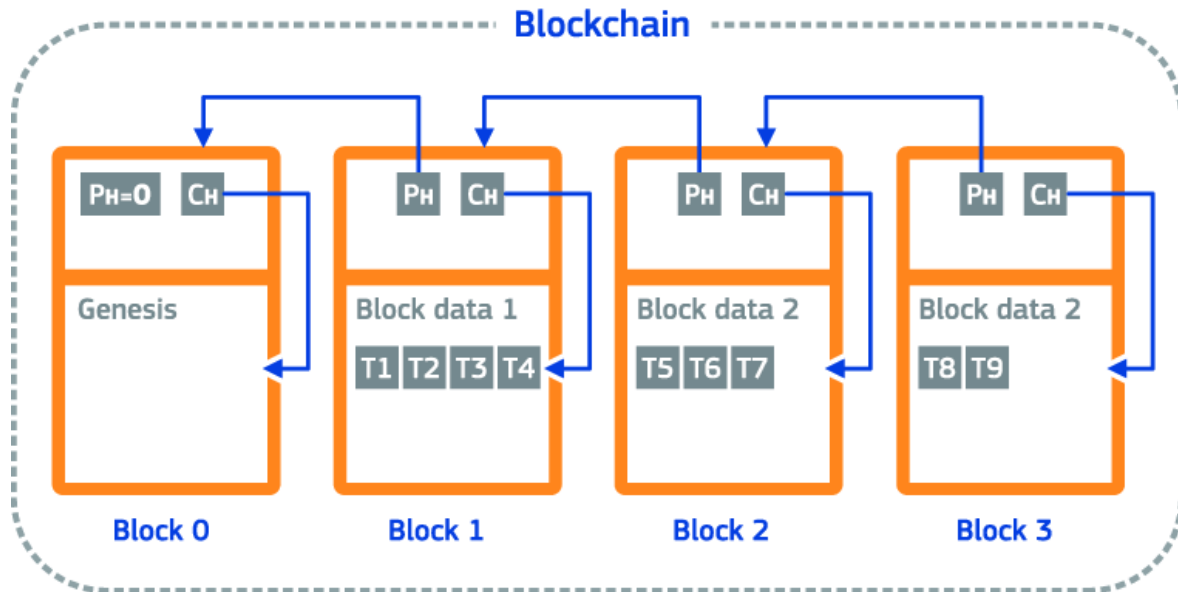 Blockchain
PH=0 CH
PH CH
PH CH
PH CH
Genesis
Block data 1
Block data 2
Block data 2
T1 T2 T3 T4
T5 T6 T7
T8 T9
Block 0
Block 1
Block 2
Block 3